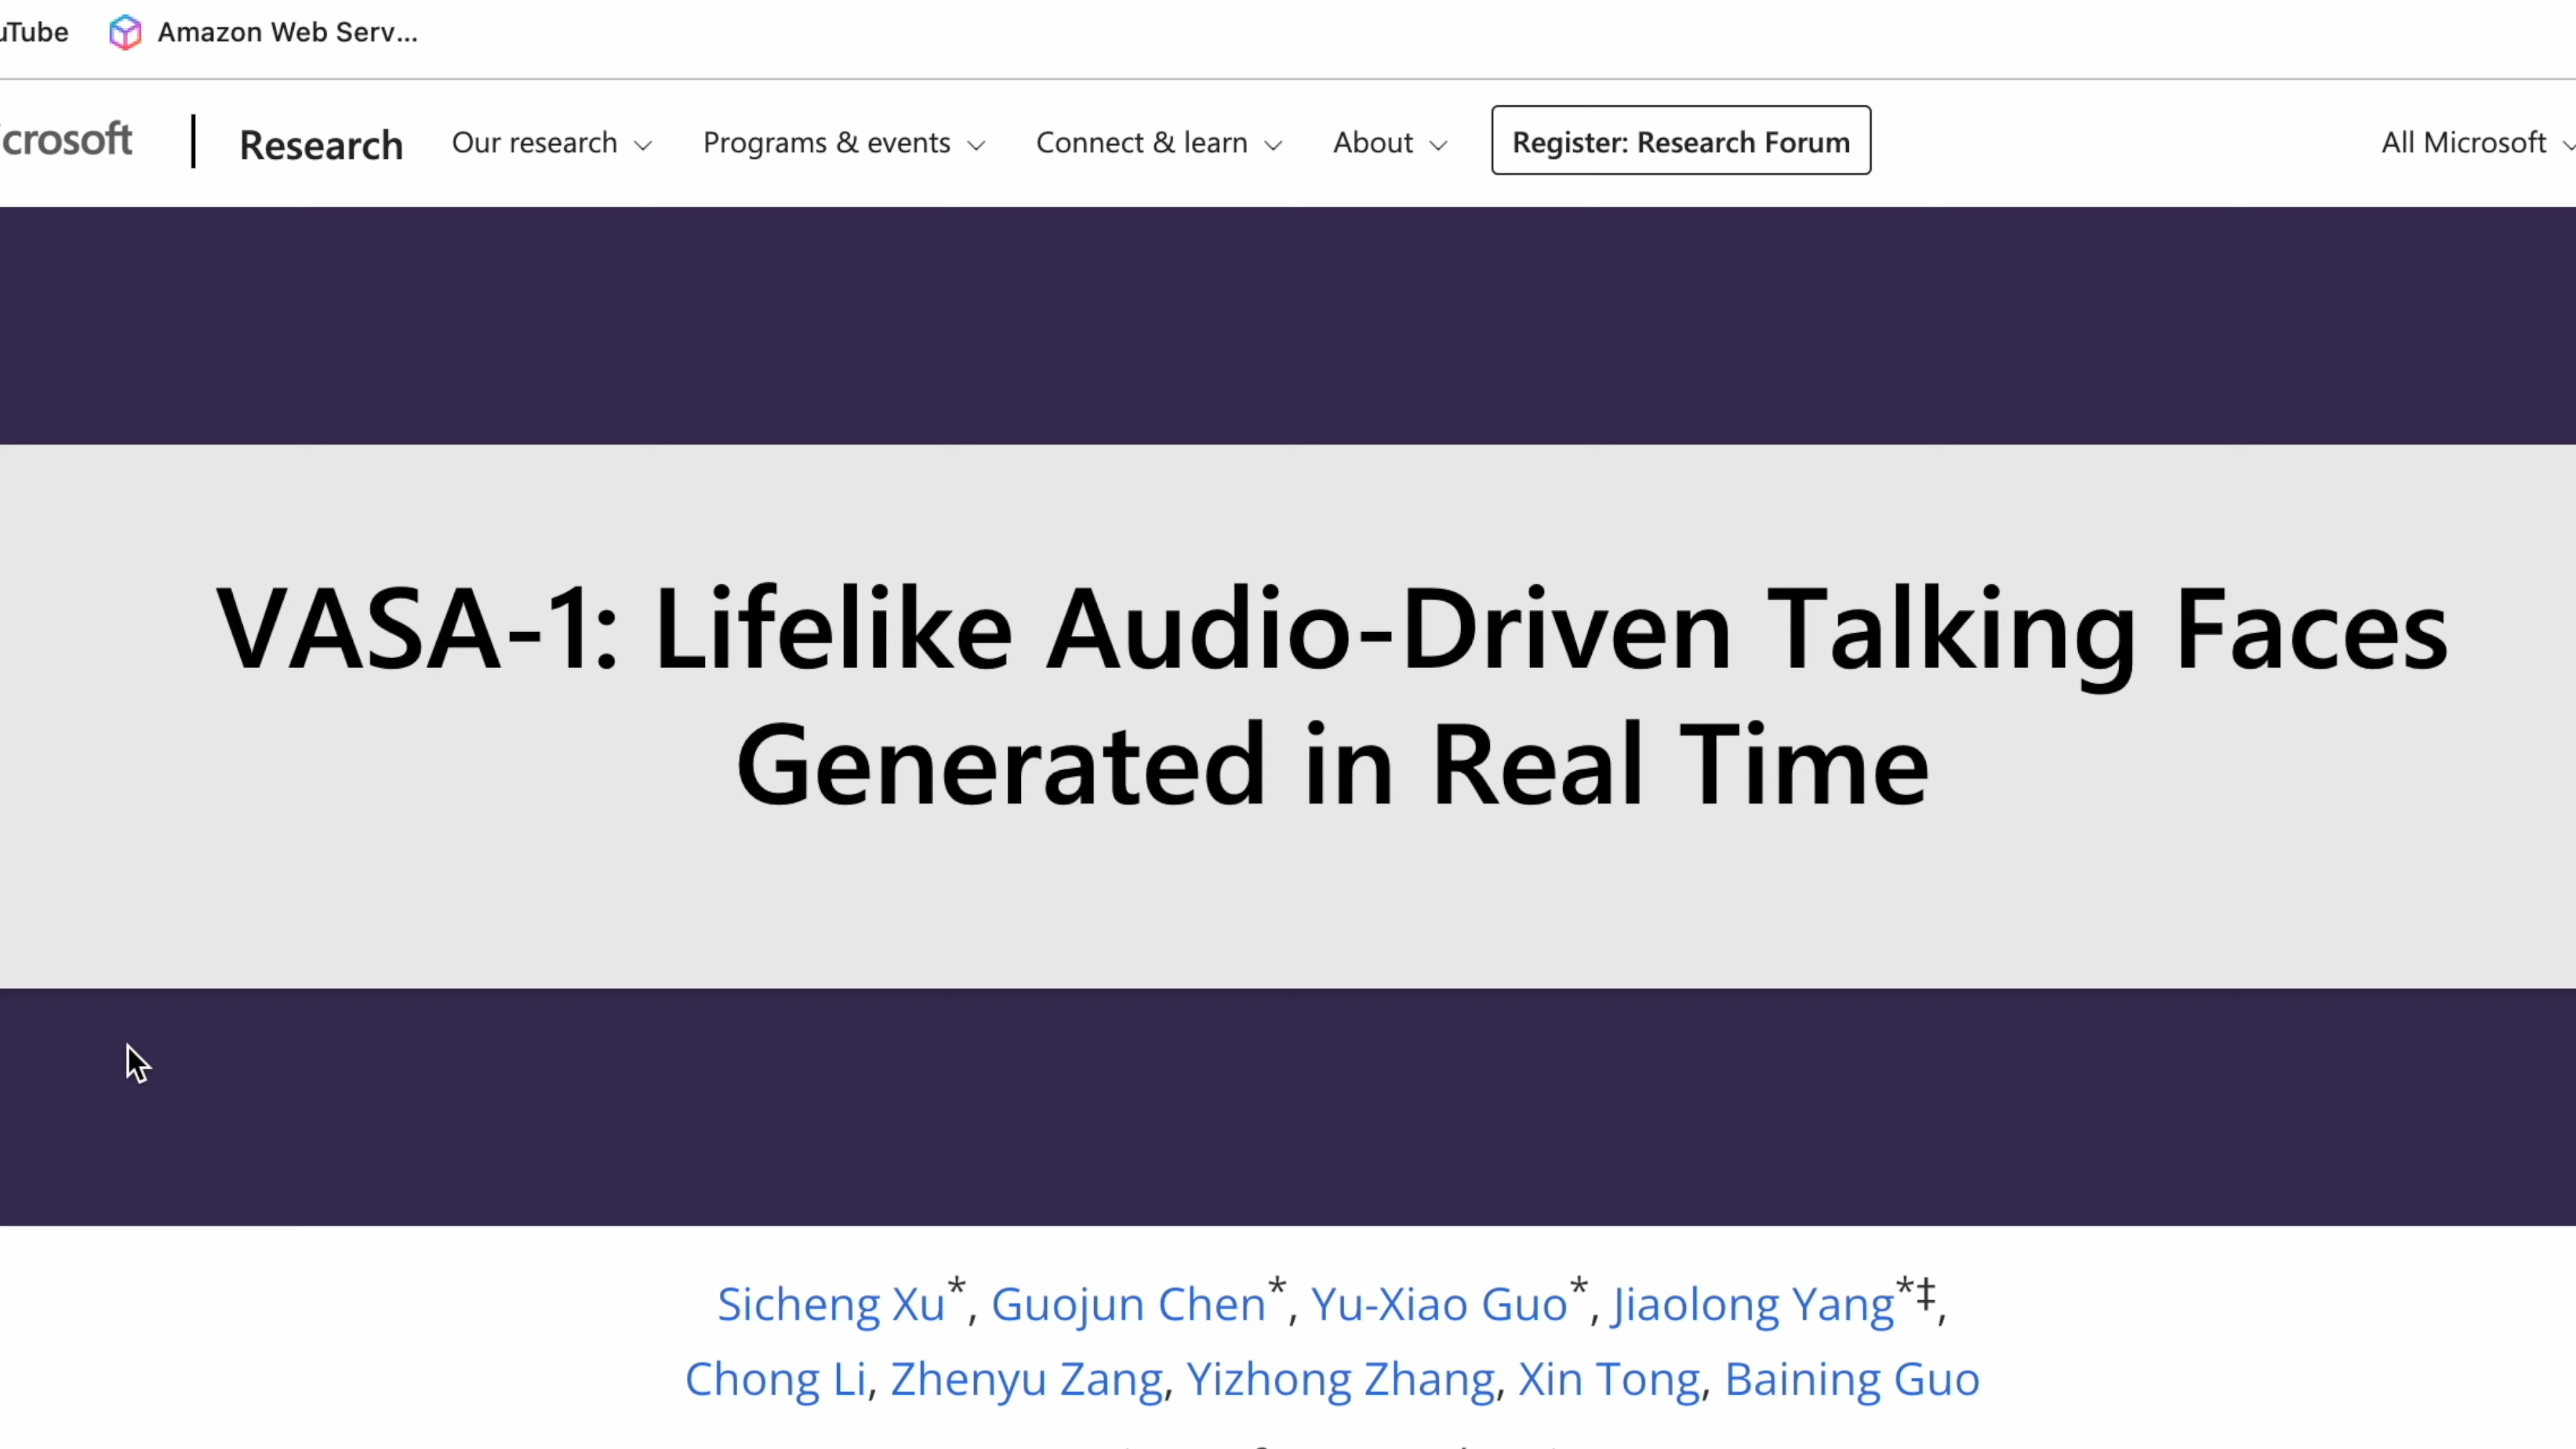 Amazon Web Serv...
Research
Our research
Programs & events
Connect & learn
About
Register: Research Forum
All Microsoft
VASA-1: Lifelike Audio-Driven Talking Faces
Generated in Real Time
Sicheng Xu*, Guojun Chen*, Yu-Xiao Guo*, Jiaolong Yang*‡,
Chong Li, Zhenyu Zang, Yizhong Zhang, Xin Tong, Baining Guo